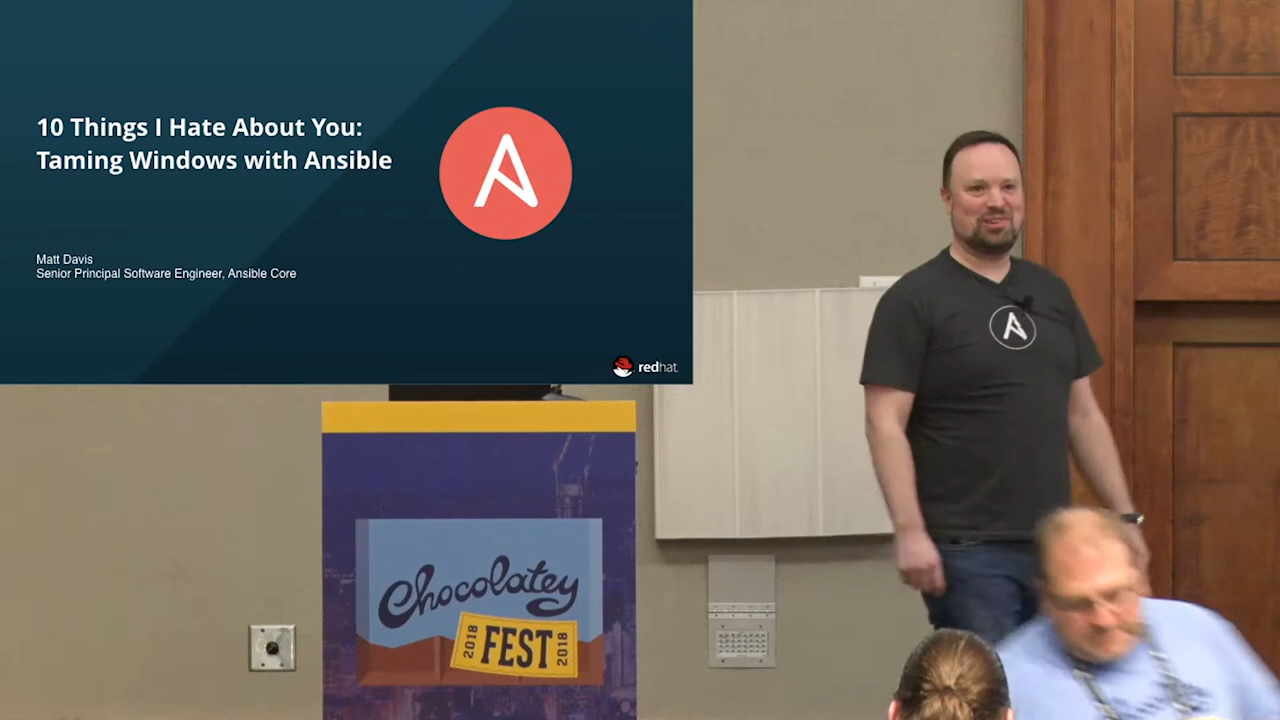 10 Things I Hate About You:
Taming Windows with Ansible
Matt Davis
Senior Principal Software Engineer, Ansible Core
redhat.
Chocolatey
2018 FEST 2018